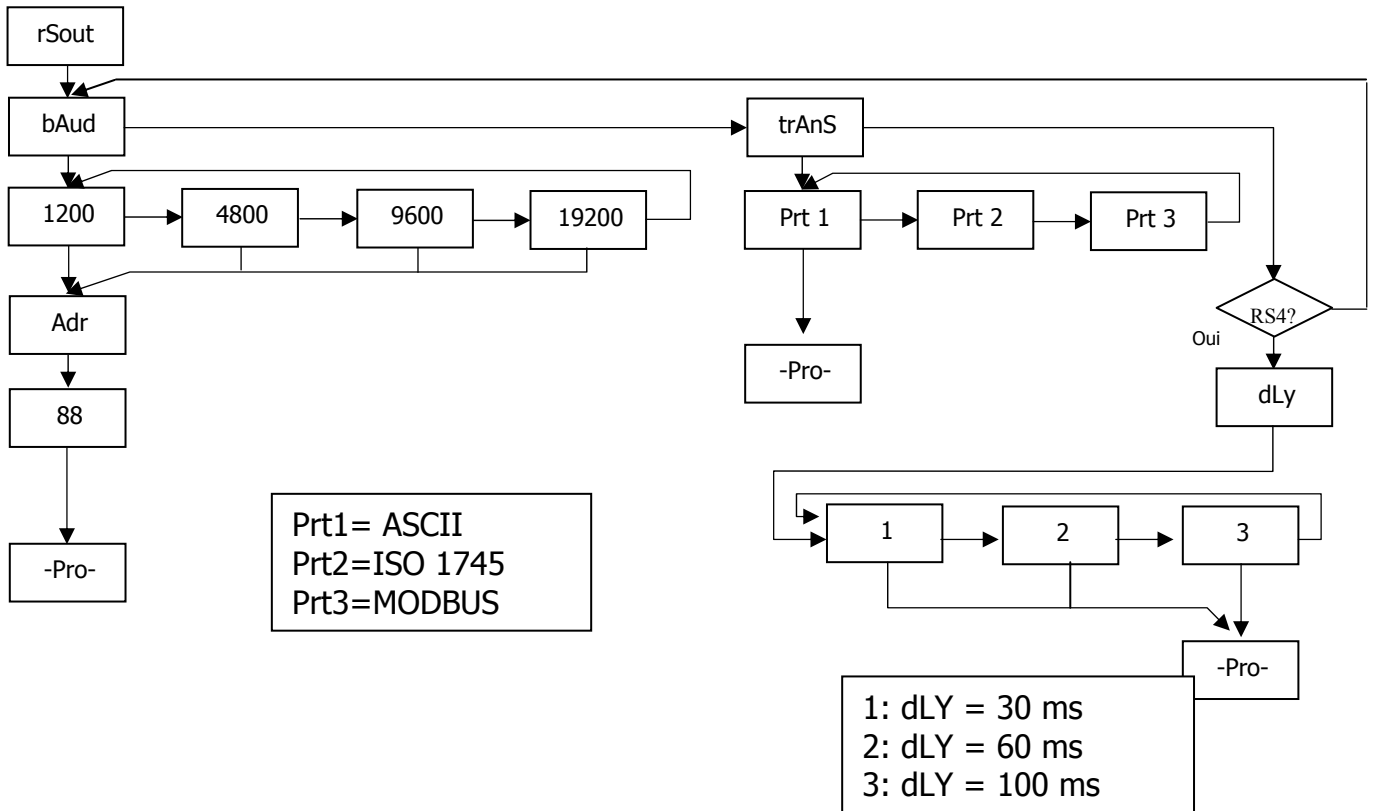 rSout
bAud
trAnS
1200
4800
9600
19200
Prt 1
Prt 2
Prt 3
Adr
RS4?
Oui
-Pro-
88
dLy
Prt1= ASCII
Prt2=ISO 1745
Prt3=MODBUS
1
2
3
-Pro-
-Pro-
1: dLY = 30 ms
2: dLY = 60 ms
3: dLY = 100 ms